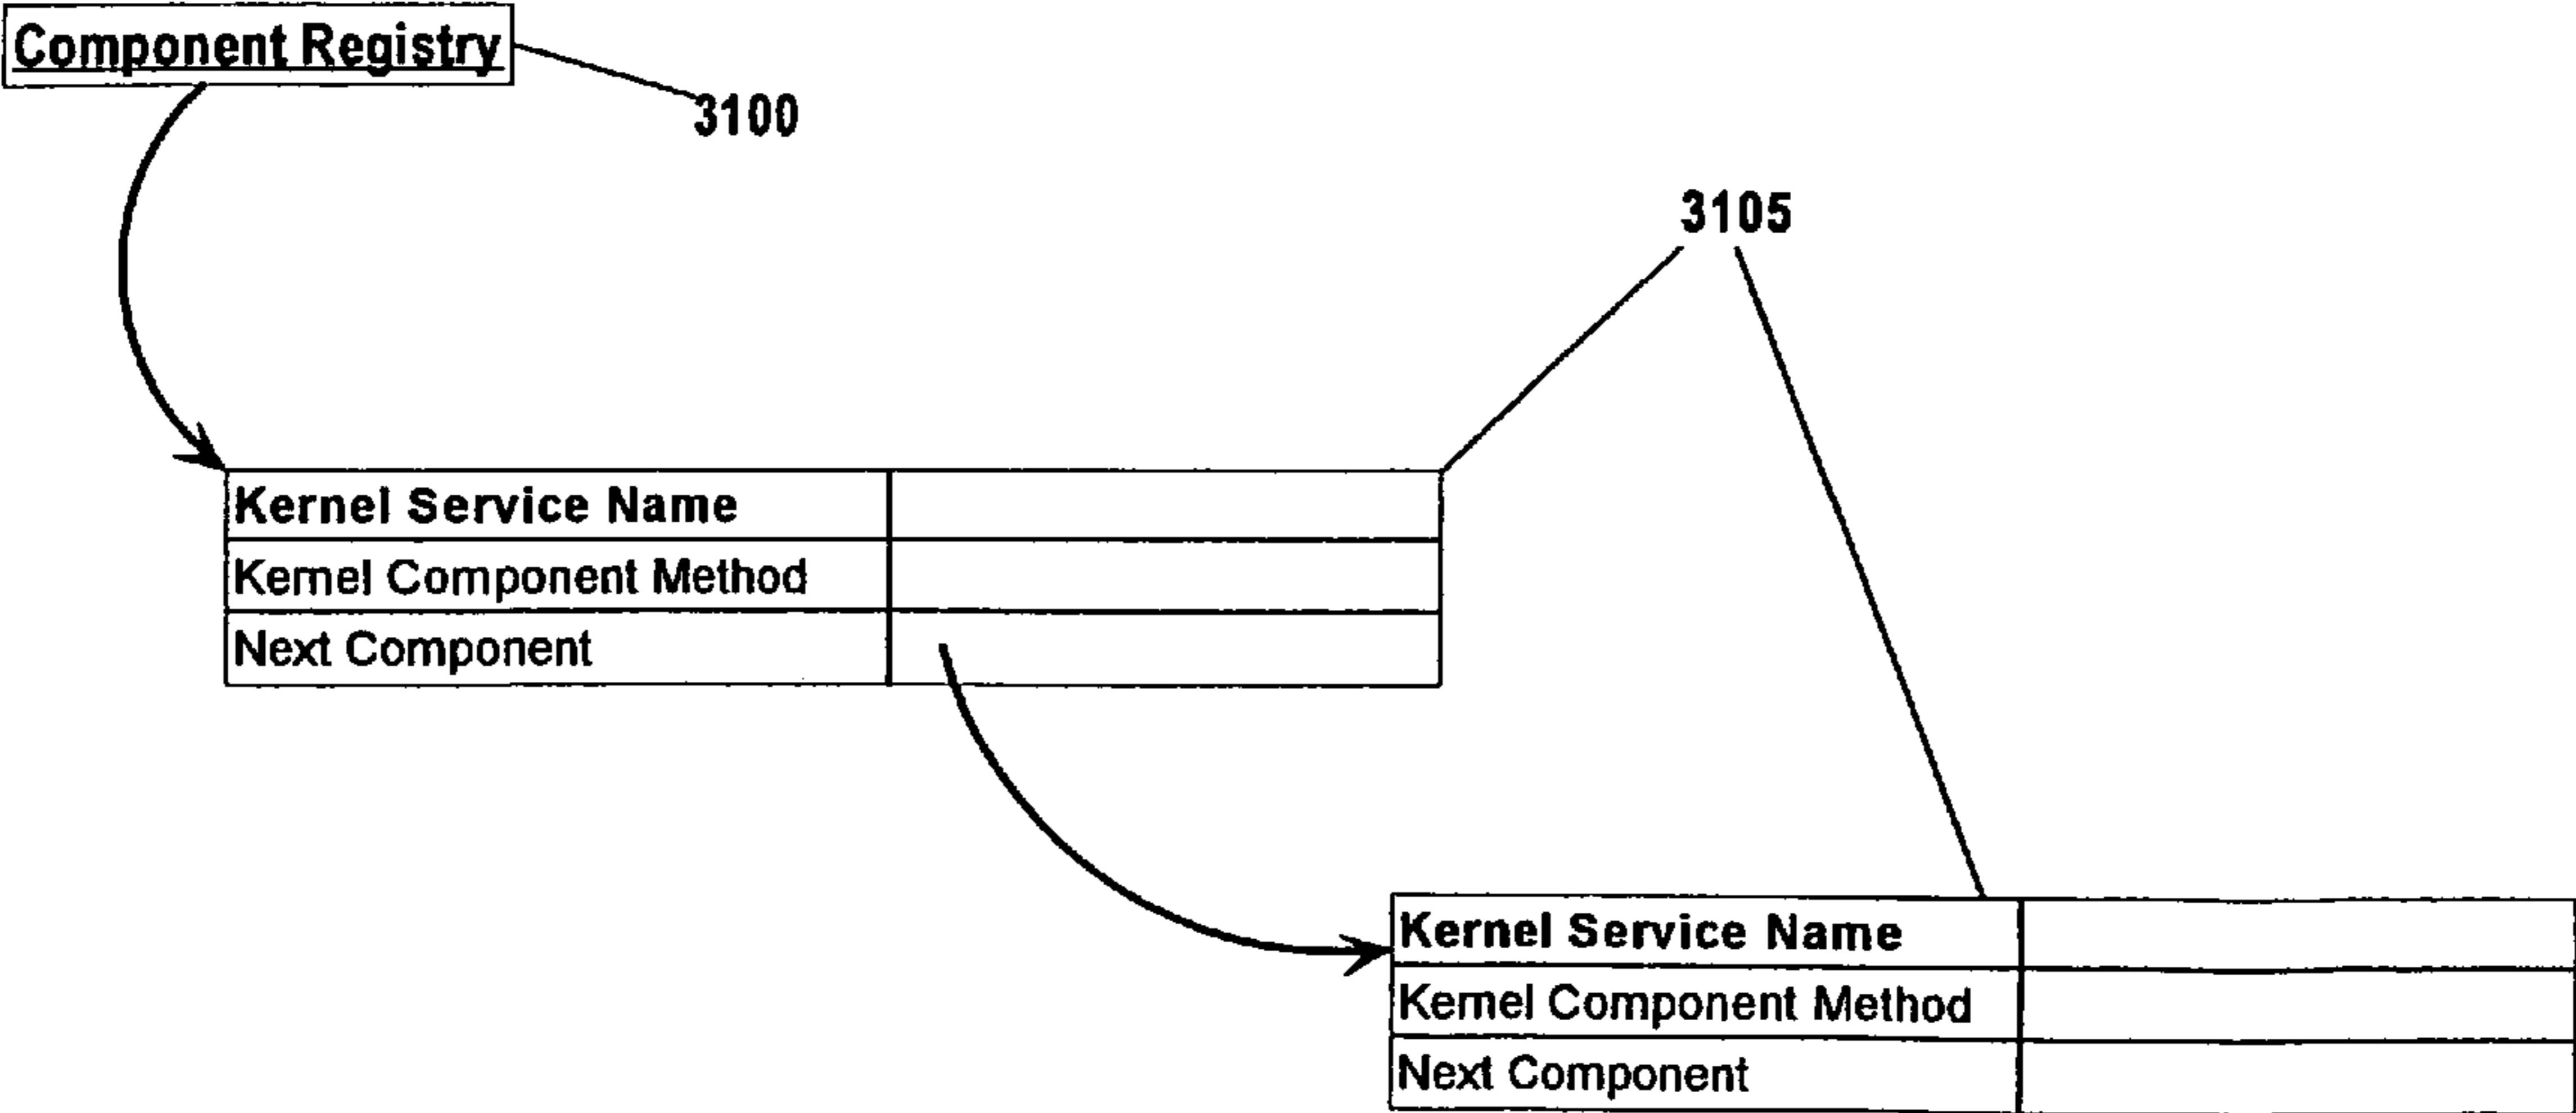 Component Registry
3100
3105
Kernel Service Name
Kernel Component Method
Next Component
Kernel Service Name
Kernel Component Method
Next Component